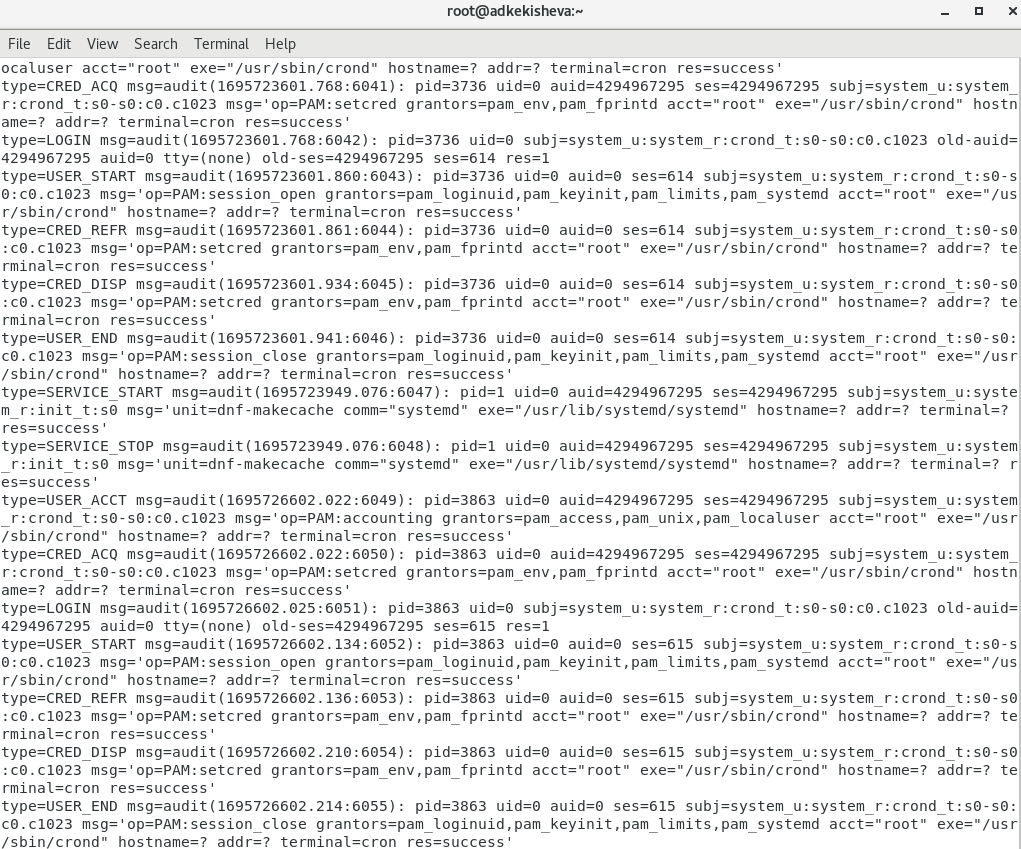 root@adkekisheva:~
File Edit View Search Terminal Help
ocaluser acct="root" exe="/usr/sbin/crond" hostname=? addr=? terminal=cron res=success'
type=CRED_ACQ msg=audit(1695723601.768:6041): pid=3736 uid=0 auid=4294967295 ses=4294967295 subj=system_u:system_
r:crond_t:s0-s0:c0.c1023 msg='op=PAM:setcred grantors=pam_env,pam_fprintd acct="root" exe="/usr/sbin/crond" hostn
ame=? addr=? terminal=cron res=success'
type=LOGIN msg=audit(1695723601.768:6042): pid=3736 uid=0 subj=system_u:system_r:crond_t:s0-s0:c0.c1023 old-auid=
4294967295 auid=0 tty=(none) old-ses=4294967295 ses=614 res=1
type=USER_START msg=audit(1695723601.860:6043): pid=3736 uid=0 auid=0 ses=614 subj=system_u:system_r:crond_t:s0-s
0:c0.c1023 msg='op=PAM:session_open grantors=pam_loginuid,pam_keyinit,pam_limits,pam_systemd acct="root" exe="/us
r/sbin/crond" hostname=? addr=? terminal=cron res=success'
type=CRED_REFR msg=audit(1695723601.861:6044): pid=3736 uid=0 auid=0 ses=614 subj=system_u:system_r:crond_t:s0-s0
:c0.c1023 msg='op=PAM:setcred grantors=pam_env,pam_fprintd acct="root" exe="/usr/sbin/crond" hostname=? addr=? te
rminal=cron res=success'
type=CRED_DISP msg=audit(1695723601.934:6045): pid=3736 uid=0 auid=0 ses=614 subj=system_u:system_r:crond_t:s0-s0
:c0.c1023 msg='op=PAM:setcred grantors=pam_env,pam_fprintd acct="root" exe="/usr/sbin/crond" hostname=? addr=? te
rminal=cron res=success'
type=USER_END msg=audit(1695723601.941:6046): pid=3736 uid=0 auid=0 ses=614 subj=system_u:system_r:crond_t:s0-s0:
c0.c1023 msg='op=PAM:session_close grantors=pam_loginuid,pam_keyinit,pam_limits,pam_systemd acct="root" exe="/usr
/sbin/crond" hostname=? addr=? terminal=cron res=success'
type=SERVICE_START msg=audit(1695723949.076:6047): pid=1 uid=0 auid=4294967295 ses=4294967295 subj=system_u:syste
m_r:init_t:s0 msg='unit=dnf-makecache comm="systemd" exe="/usr/lib/systemd/systemd" hostname=? addr=? terminal=? 
res=success'
type=SERVICE_STOP msg=audit(1695723949.076:6048): pid=1 uid=0 auid=4294967295 ses=4294967295 subj=system_u:system
_r:init_t:s0 msg='unit=dnf-makecache comm="systemd" exe="/usr/lib/systemd/systemd" hostname=? addr=? terminal=? r
es=success'
type=USER_ACCT msg=audit(1695726602.022:6049): pid=3863 uid=0 auid=4294967295 ses=4294967295 subj=system_u:system
_r:crond_t:s0-s0:c0.c1023 msg='op=PAM:accounting grantors=pam_access,pam_unix,pam_localuser acct="root" exe="/usr
/sbin/crond" hostname=? addr=? terminal=cron res=success'
type=CRED_ACQ msg=audit(1695726602.022:6050): pid=3863 uid=0 auid=4294967295 ses=4294967295 subj=system_u:system_
r:crond_t:s0-s0:c0.c1023 msg='op=PAM:setcred grantors=pam_env,pam_fprintd acct="root" exe="/usr/sbin/crond" hostn
ame=? addr=? terminal=cron res=success'
type=LOGIN msg=audit(1695726602.025:6051): pid=3863 uid=0 subj=system_u:system_r:crond_t:s0-s0:c0.c1023 old-auid=
4294967295 auid=0 tty=(none) old-ses=4294967295 ses=615 res=1
type=USER_START msg=audit(1695726602.134:6052): pid=3863 uid=0 auid=0 ses=615 subj=system_u:system_r:crond_t:s0-s
0:c0.c1023 msg='op=PAM:session_open grantors=pam_loginuid,pam_keyinit,pam_limits,pam_systemd acct="root" exe="/us
r/sbin/crond" hostname=? addr=? terminal=cron res=success'
type=CRED_REFR msg=audit(1695726602.136:6053): pid=3863 uid=0 auid=0 ses=615 subj=system_u:system_r:crond_t:s0-s0
:c0.c1023 msg='op=PAM:setcred grantors=pam_env,pam_fprintd acct="root" exe="/usr/sbin/crond" hostname=? addr=? te
rminal=cron res=success'
type=CRED_DISP msg=audit(1695726602.210:6054): pid=3863 uid=0 auid=0 ses=615 subj=system_u:system_r:crond_t:s0-s0
:c0.c1023 msg='op=PAM:setcred grantors=pam_env,pam_fprintd acct="root" exe="/usr/sbin/crond" hostname=? addr=? te
rminal=cron res=success'
type=USER_END msg=audit(1695726602.214:6055): pid=3863 uid=0 auid=0 ses=615 subj=system_u:system_r:crond_t:s0-s0:
c0.c1023 msg='op=PAM:session_close grantors=pam_loginuid,pam_keyinit,pam_limits,pam_systemd acct="root" exe="/usr
/sbin/crond" hostname=? addr=? terminal=cron res=success'